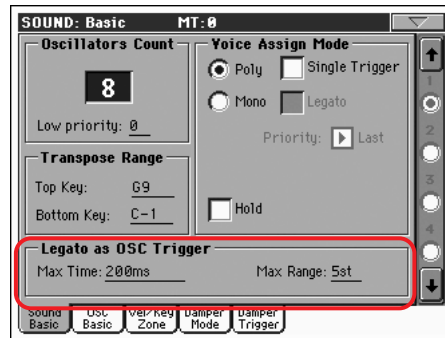 SOUND: Basic MT:0
Oscillators Count
8
Low priority: 0
Transpose Range
Top Key: G9
Bottom Key: C-1
Voice Assign Mode
Poly Single Trigger
Mono Legato
Priority: Last
Hold
Legato as OSC Trigger
Max Time: 200ms Max Range: 5st
1
2
3
4
Sound Basic
OSC Basic
Vel/Key Zone
Damper Mode
Damper Trigger